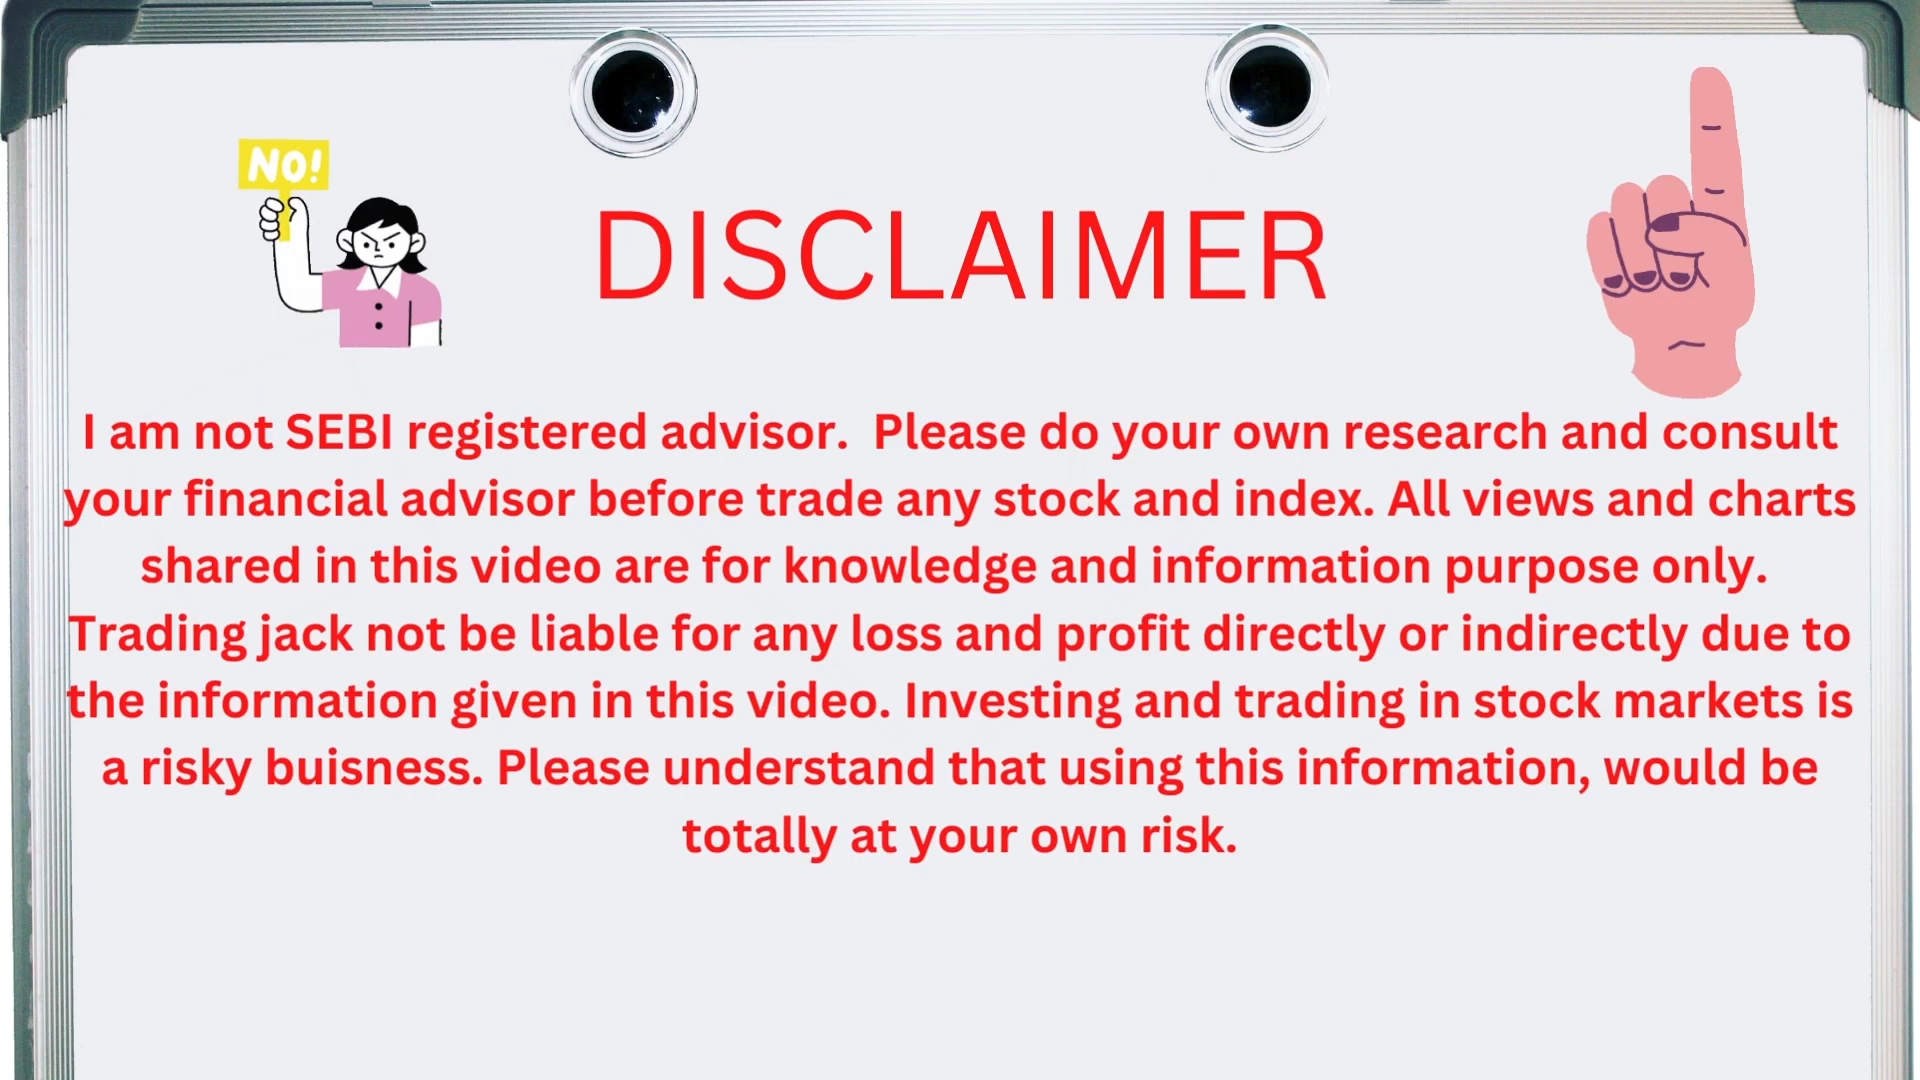 NO!
DISCLAIMER
I am not SEBI registered advisor.  Please do your own research and consult
your financial advisor before trade any stock and index. All views and charts
shared in this video are for knowledge and information purpose only.
Trading jack not be liable for any loss and profit directly or indirectly due to
the information given in this video. Investing and trading in stock markets is
a risky buisness. Please understand that using this information, would be
totally at your own risk.